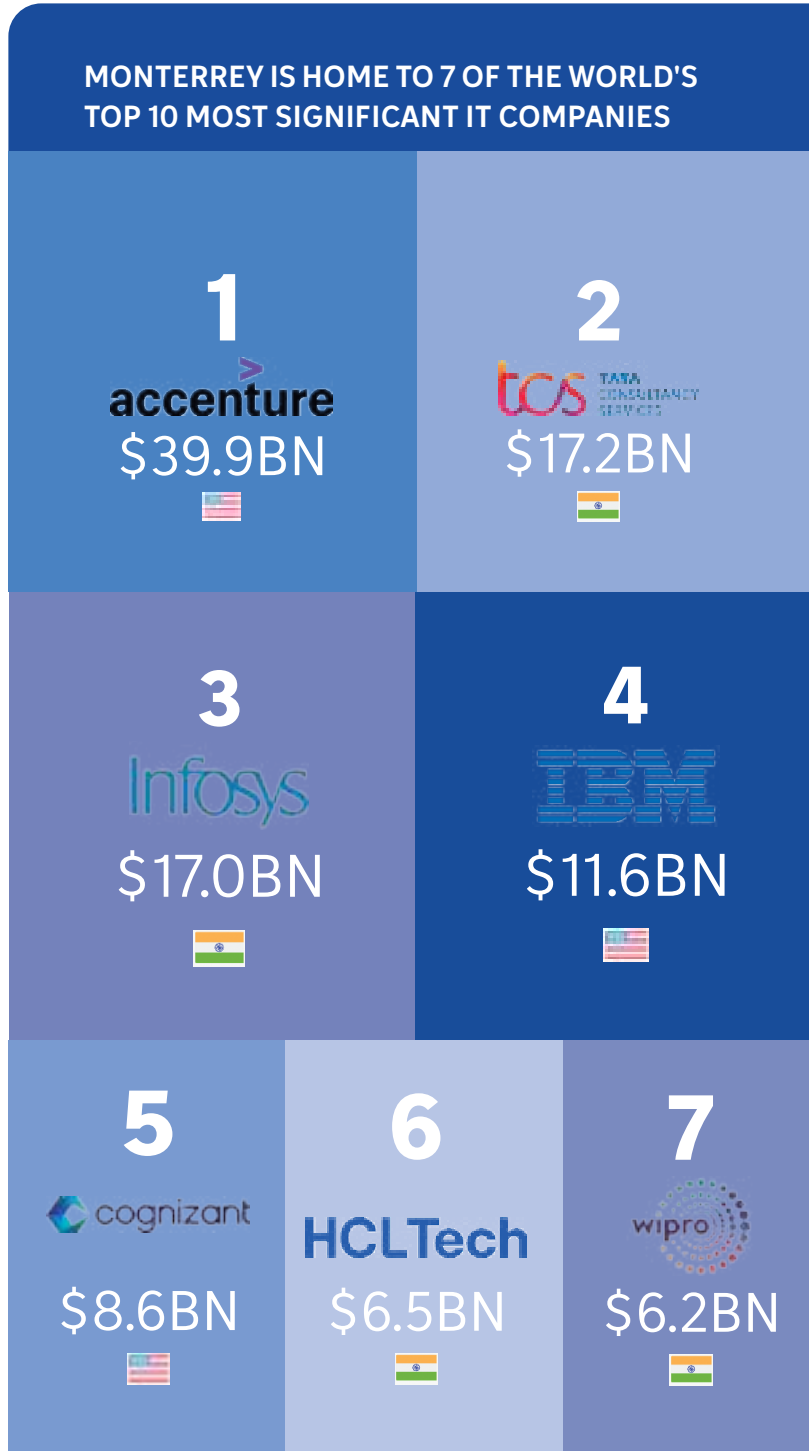 MONTERREY IS HOME TO 7 OF THE WORLD'S
TOP 10 MOST SIGNIFICANT IT COMPANIES
1
accenture
$39.9BN
2
tcs TATA
CONSULTANCY
SERVICES
$17.2BN
3
Infosys
$17.0BN
4
IBM
$11.6BN
5
cognizant
$8.6BN
6
HCLTech
$6.5BN
7
wipro
$6.2BN